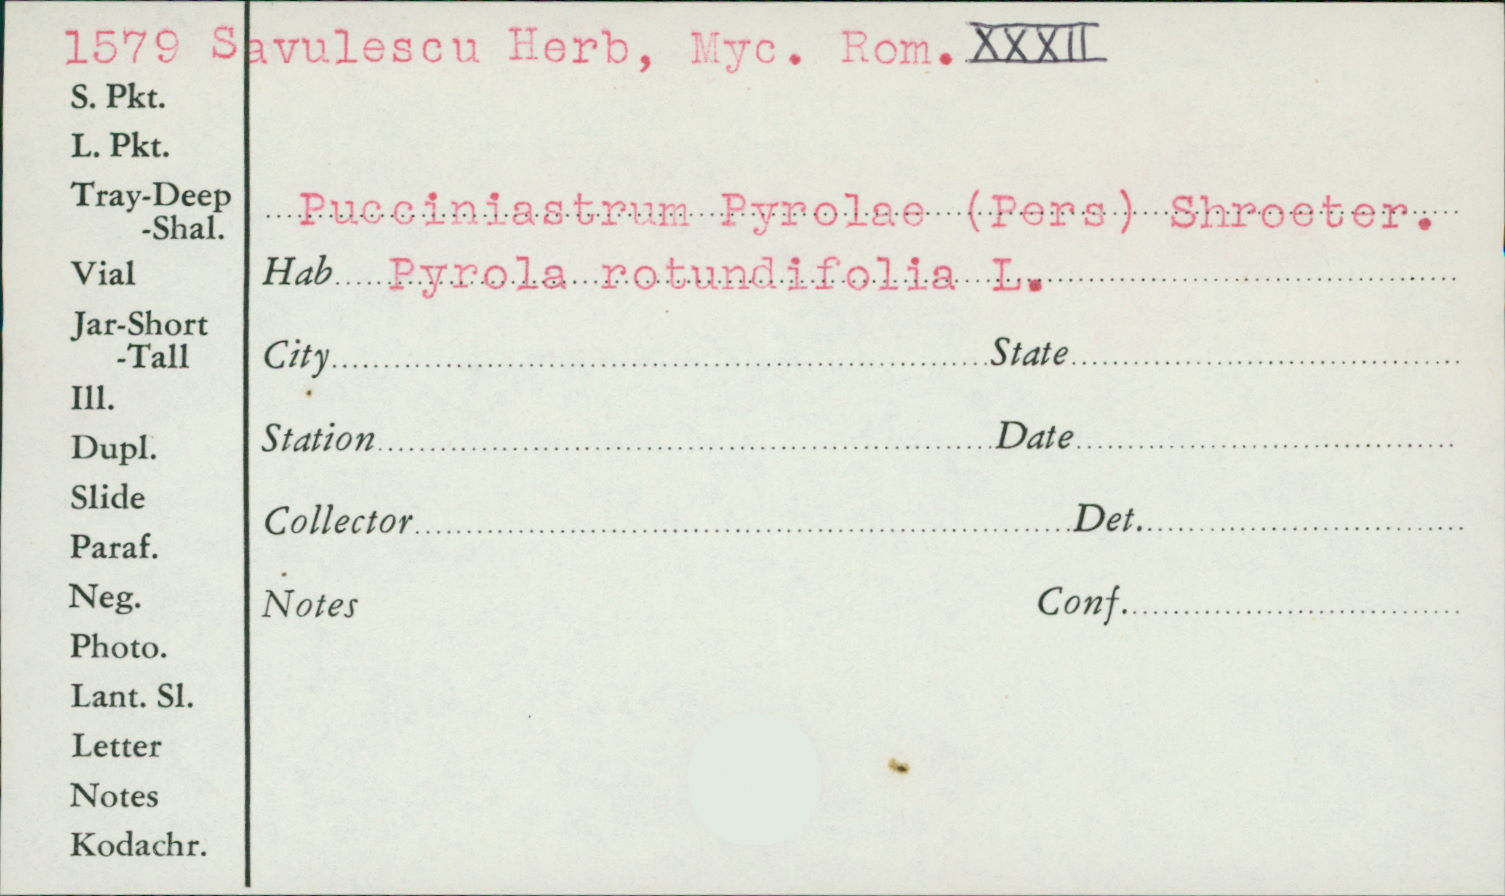 1579 Savulescu Herb, Myc. Rom. XXXII
S. Pkt.
L. Pkt.
Tray-Deep
-Shal.
Pucciniastrum Pyrolae (Pers) Shroeter.
Vial
Hab Pyrola rotundifolia L.
Jar-Short
-Tall
City State
Ill.
Dupl.
Station Date
Slide
Collector Det.
Paraf.
Neg.
Notes Conf.
Photo.
Lant. Sl.
Letter
Notes
Kodachr.